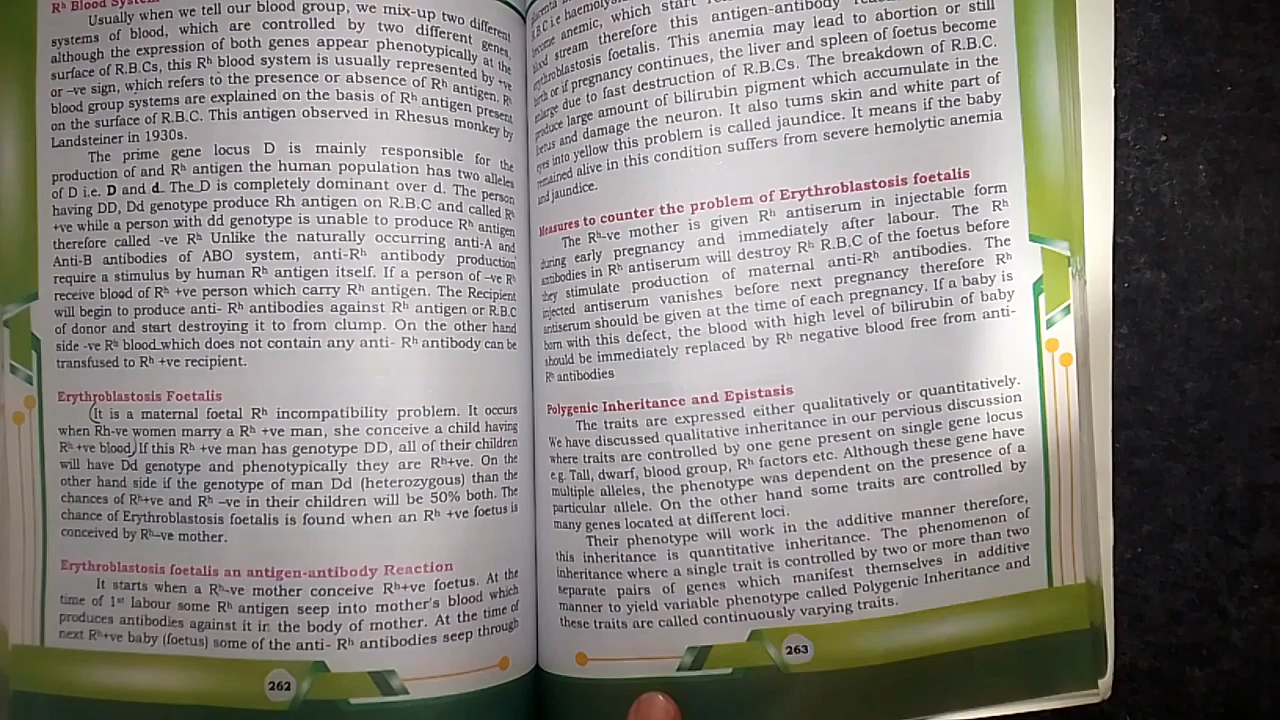 Rʰ Blood System
Usually when we tell our blood group, we mix-up two different
systems of blood, which are controlled by two different genes,
although the expression of both genes appear phenotypically at the
surface of R.B.Cs, this Rʰ blood system is usually represented by +ve
or –ve sign, which refers to the presence or absence of Rʰ antigen. Rʰ
blood group systems are explained on the basis of Rʰ antigen present
on the surface of R.B.C. This antigen observed in Rhesus monkey by
Landsteiner in 1930s.
The prime gene locus D is mainly responsible for the
production of and Rʰ antigen the human population has two alleles
of D i.e. D and d. The D is completely dominant over d. The person
having DD, Dd genotype produce Rh antigen on R.B.C and called Rʰ
+ve while a person with dd genotype is unable to produce Rʰ antigen
therefore called -ve Rʰ Unlike the naturally occurring anti-A and
Anti-B antibodies of ABO system, anti-Rʰ antibody production
require a stimulus by human Rʰ antigen itself. If a person of –ve Rʰ
receive blood of Rʰ +ve person which carry Rʰ antigen. The Recipient
will begin to produce anti- Rʰ antibodies against Rʰ antigen or R.B.C
of donor and start destroying it to from clump. On the other hand
side -ve Rʰ blood which does not contain any anti- Rʰ antibody can be
transfused to Rʰ +ve recipient.
Erythroblastosis Foetalis
It is a maternal foetal Rʰ incompatibility problem. It occurs
when Rh-ve women marry a Rʰ +ve man, she conceive a child having
Rʰ +ve blood. If this Rʰ +ve man has genotype DD, all of their children
will have Dd genotype and phenotypically they are Rʰ+ve. On the
other hand side if the genotype of man Dd (heterozygous) than the
chances of Rʰ+ve and Rʰ –ve in their children will be 50% both. The
chance of Erythroblastosis foetalis is found when an Rʰ +ve foetus is
conceived by Rʰ–ve mother.
Erythroblastosis foetalis an antigen-antibody Reaction
It starts when a Rʰ-ve mother conceive Rʰ+ve foetus. At the
time of 1ˢᵗ labour some Rʰ antigen seep into mother's blood which
produces antibodies against it in the body of mother. At the time of
next Rʰ+ve baby (foetus) some of the anti- Rʰ antibodies seep through
262
placenta
R.B.C i.e haemolysis
become anemic, which start
blood stream therefore this antigen-antibody
erythroblastosis foetalis. This anemia may lead to abortion or still
birth or if pregnancy continues, the liver and spleen of foetus become
enlarge due to fast destruction of R.B.Cs. The breakdown of R.B.C.
produce large amount of bilirubin pigment which accumulate in the
foetus and damage the neuron. It also turns skin and white part of
eyes into yellow this problem is called jaundice. It means if the baby
remained alive in this condition suffers from severe hemolytic anemia
and jaundice.
Measures to counter the problem of Erythroblastosis foetalis
The Rʰ-ve mother is given Rʰ antiserum in injectable form
during early pregnancy and immediately after labour. The Rʰ
antibodies in Rʰ antiserum will destroy Rʰ R.B.C of the foetus before
they stimulate production of maternal anti-Rʰ antibodies. The
injected antiserum vanishes before next pregnancy therefore Rʰ
antiserum should be given at the time of each pregnancy. If a baby is
born with this defect, the blood with high level of bilirubin of baby
should be immediately replaced by Rʰ negative blood free from anti-
Rʰ antibodies
Polygenic Inheritance and Epistasis
The traits are expressed either qualitatively or quantitatively.
We have discussed qualitative inheritance in our pervious discussion
where traits are controlled by one gene present on single gene locus
e.g. Tall, dwarf, blood group, Rʰ factors etc. Although these gene have
multiple alleles, the phenotype was dependent on the presence of a
particular allele. On the other hand some traits are controlled by
many genes located at different loci.
Their phenotype will work in the additive manner therefore,
this inheritance is quantitative inheritance. The phenomenon of
inheritance where a single trait is controlled by two or more than two
separate pairs of genes which manifest themselves in additive
manner to yield variable phenotype called Polygenic Inheritance and
these traits are called continuously varying traits.
263